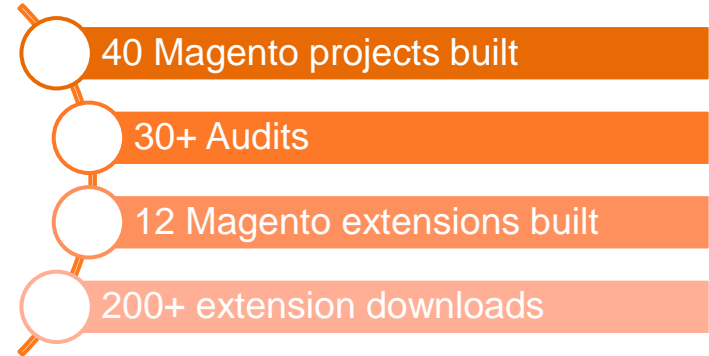 40 Magento projects built
30+ Audits
12 Magento extensions built
200+ extension downloads